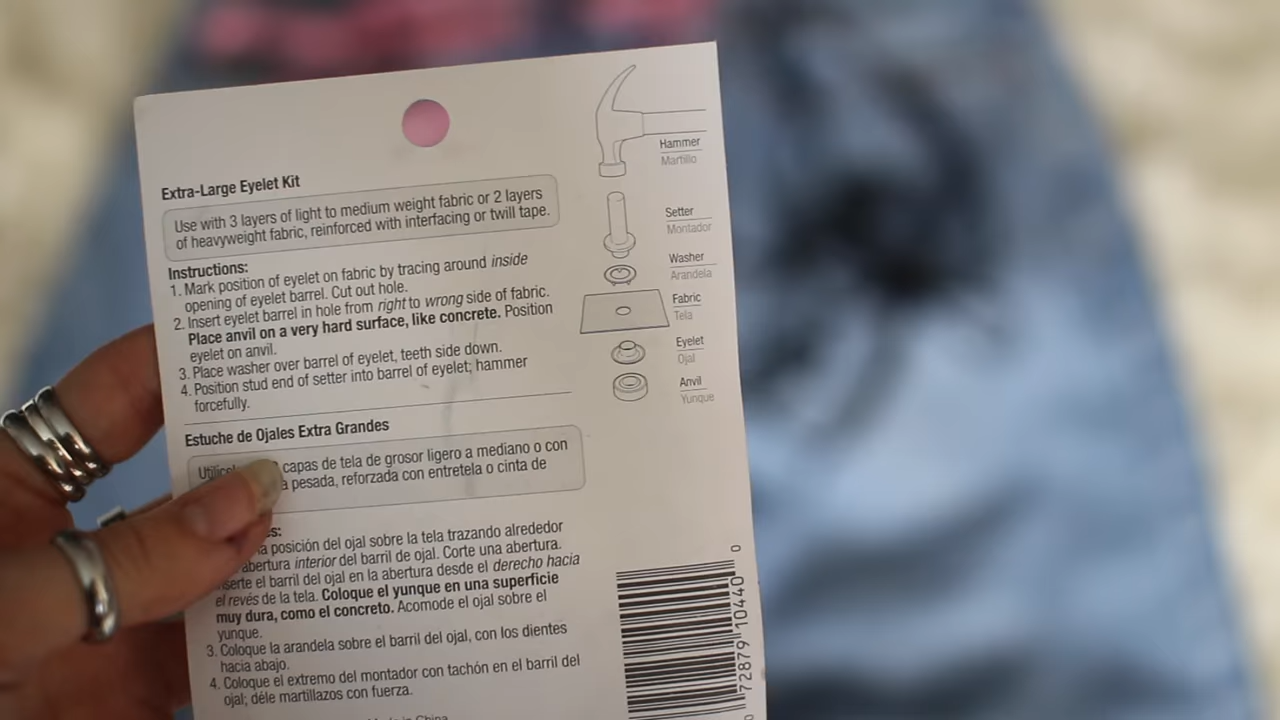 Extra-Large Eyelet Kit
Use with 3 layers of light to medium weight fabric or 2 layers
of heavyweight fabric, reinforced with interfacing or twill tape.
Instructions:
1. Mark position of eyelet on fabric by tracing around inside
opening of eyelet barrel. Cut out hole.
2. Insert eyelet barrel in hole from right to wrong side of fabric.
Place anvil on a very hard surface, like concrete. Position
eyelet on anvil.
3. Place washer over barrel of eyelet, teeth side down.
4. Position stud end of setter into barrel of eyelet; hammer
forcefully.
Hammer
Martillo
Setter
Montador
Washer
Arandela
Fabric
Tela
Eyelet
Ojal
Anvil
Yunque
Estuche de Ojales Extra Grandes
capas de tela de grosor ligero a mediano o con
pesada, reforzada con entretela o cinta de
posición del ojal sobre la tela trazando alrededor
abertura interior del barril de ojal. Corte una abertura.
el barril del ojal en la abertura desde el derecho hacia
el revés de la tela. Coloque el yunque en una superficie
muy dura, como el concreto. Acomode el ojal sobre el
yunque.
3. Coloque la arandela sobre el barril del ojal, con los dientes
hacia abajo.
4. Coloque el extremo del montador con tachón en el barril del
ojal; déle martillazos con fuerza.
Made in China
0 72879 10440 0